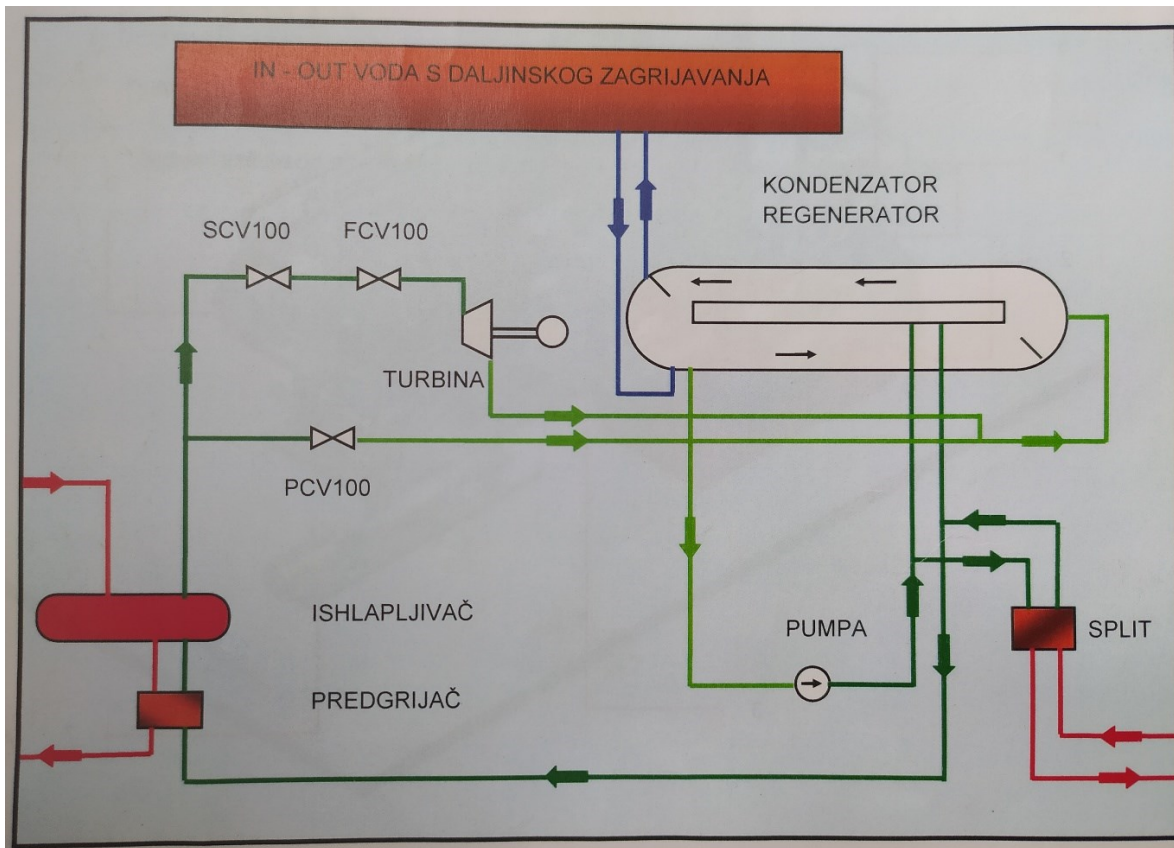 IN - OUT VODA S DALJINSKOG ZAGRIJAVANJA
KONDENZATOR
REGENERATOR
SCV100
FCV100
TURBINA
PCV100
ISHLAPLJIVAČ
PUMPA
SPLIT
PREDGRIJAČ